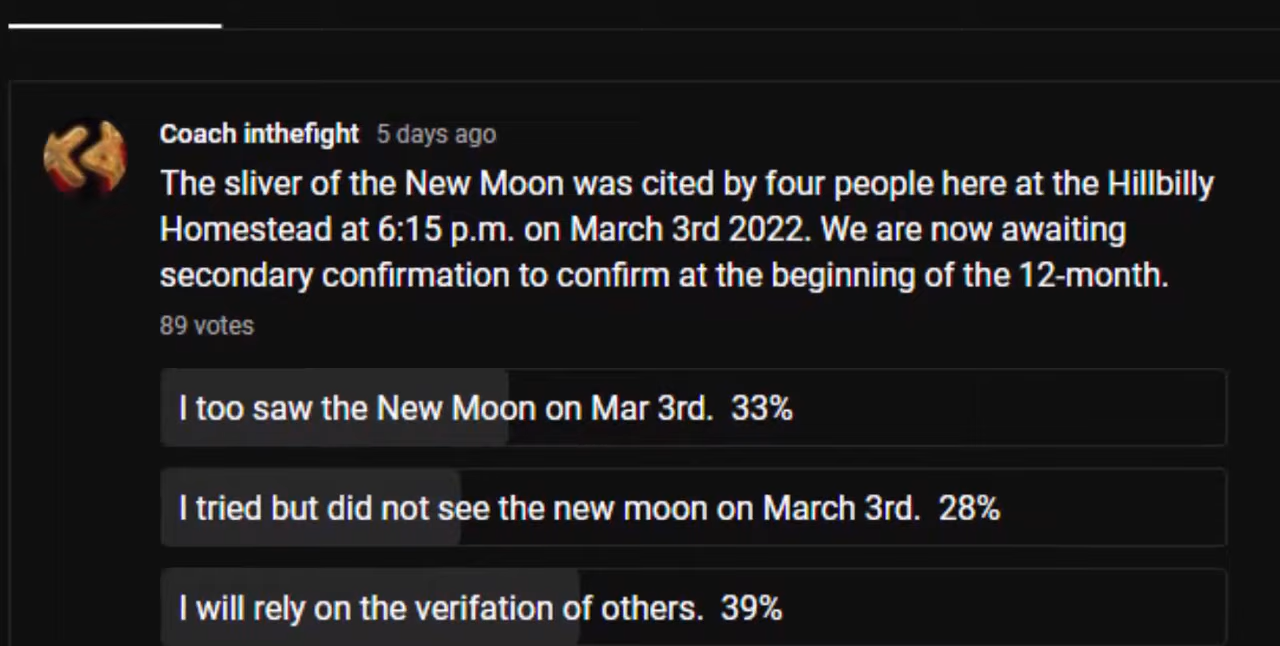 Coach inthefight 5 days ago
The sliver of the New Moon was cited by four people here at the Hillbilly
Homestead at 6:15 p.m. on March 3rd 2022. We are now awaiting
secondary confirmation to confirm at the beginning of the 12-month.
89 votes
I too saw the New Moon on Mar 3rd. 33%
I tried but did not see the new moon on March 3rd. 28%
I will rely on the verifation of others. 39%